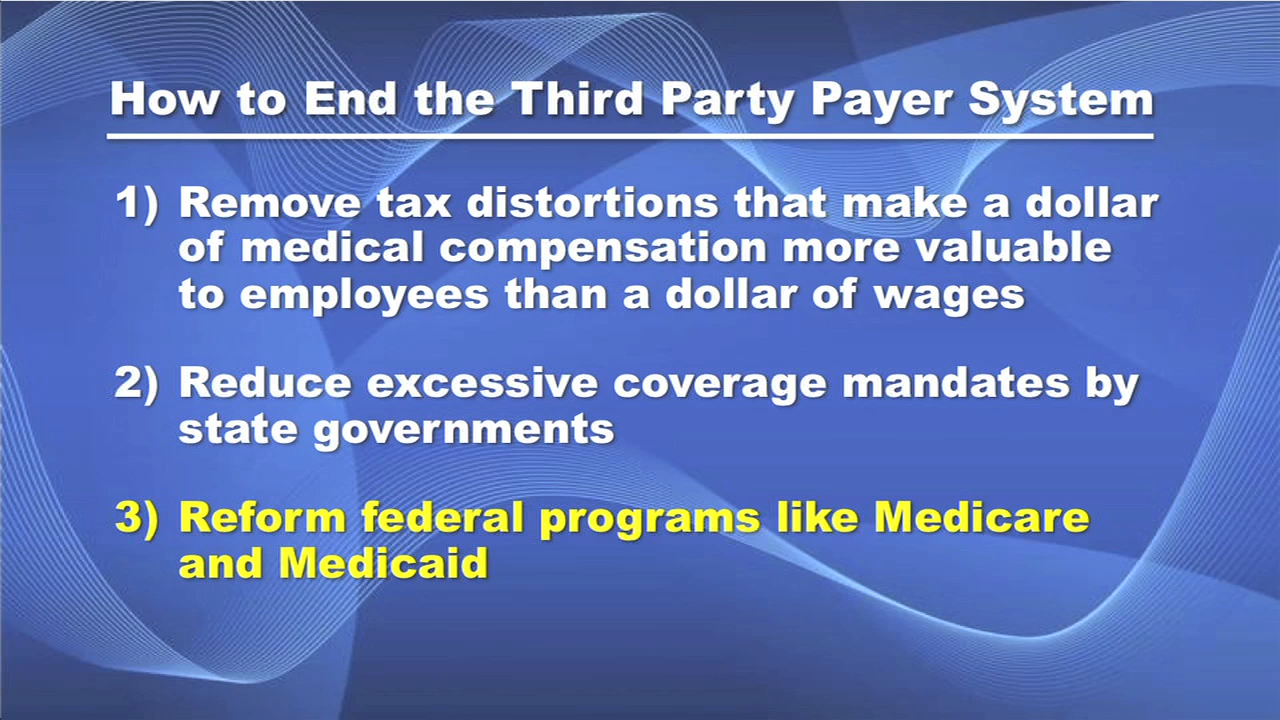 How to End the Third Party Payer System
1) Remove tax distortions that make a dollar
of medical compensation more valuable
to employees than a dollar of wages
2) Reduce excessive coverage mandates by
state governments
3) Reform federal programs like Medicare
and Medicaid